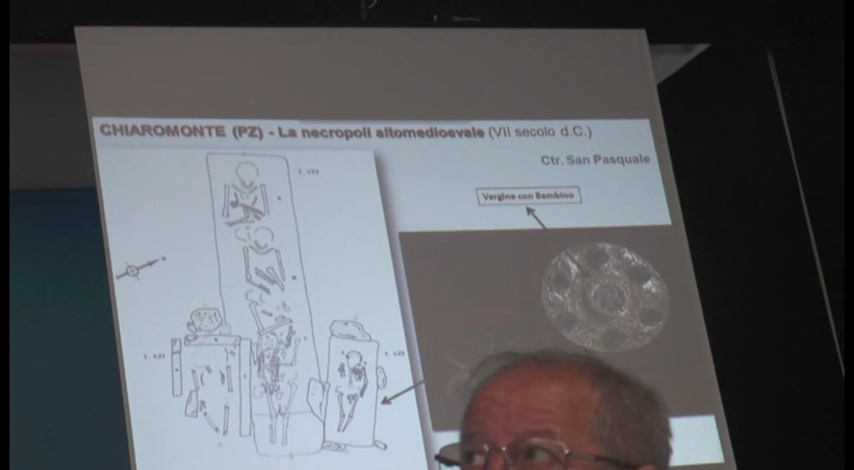 CHIAROMONTE (PZ) - La necropoli altomedioevale (VII secolo d.C.)
Ctr. San Pasquale
Vergine con Bambino